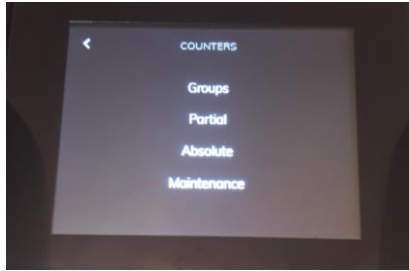 COUNTERS
Groups
Partial
Absolute
Maintenance